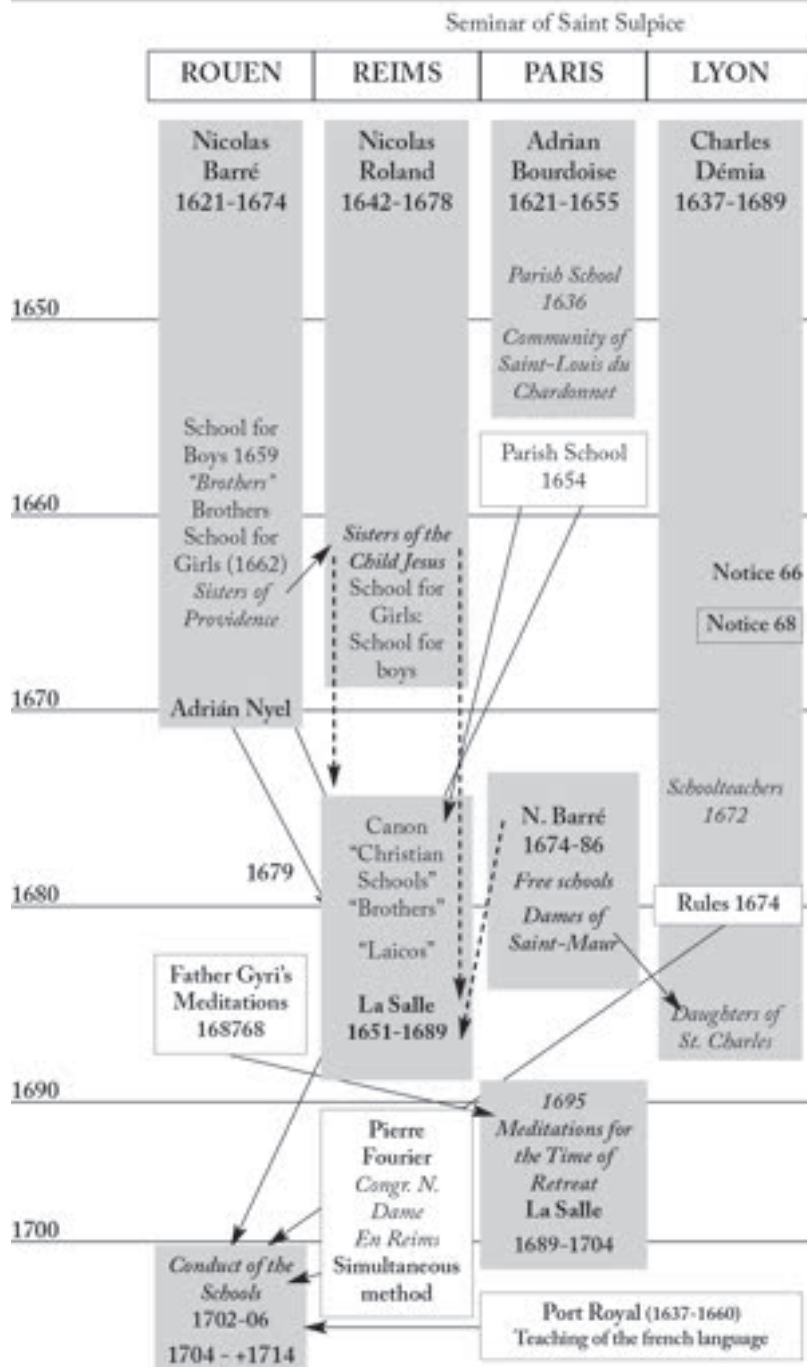 Seminar of Saint Sulpice
ROUEN
REIMS
PARIS
LYON
Nicolas
Barré
1621-1674
Nicolas
Roland
1642-1678
Adrian
Bourdoise
1621-1655
Charles
Démia
1637-1689
Parish School
1636
1650
Community of
Saint-Louis du
Chardonnet
School for
Boys 1659
"Brothers"
Brothers
School for
Girls (1662)
Sisters of
Providence
Parish School
1654
1660
Sisters of the
Child Jesus
School for
Girls:
School for
boys
Notice 66
Notice 68
1670
Adrián Nyel
Schoolteachers
1672
Canon
"Christian
Schools"
"Brothers"
"Laicos"
La Salle
1651-1689
N. Barré
1674-86
Free schools
Dames of
Saint-Maur
1679
1680
Rules 1674
Father Gyri's
Meditations
168768
Daughters of
St. Charles
1690
1695
Meditations for
the Time of
Retreat
La Salle
1689-1704
Pierre
Fourier
Congr. N.
Dame
En Reims
Simultaneous
method
1700
Conduct of the
Schools
1702-06
1704 - +1714
Port Royal (1637-1660)
Teaching of the french language